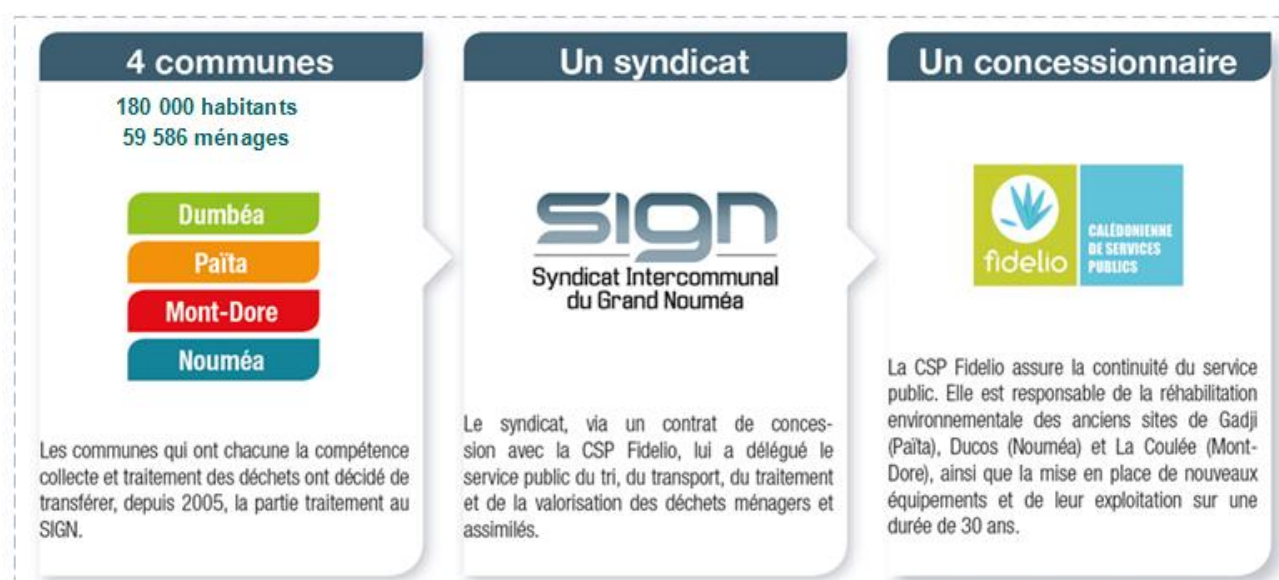 4 communes
180 000 habitants
59 586 ménages
Dumbéa
Païta
Mont-Dore
Nouméa
Les communes qui ont chacune la compétence
collecte et traitement des déchets ont décidé de
transférer, depuis 2005, la partie traitement au
SIGN.
Un syndicat
sign
Syndicat Intercommunal
du Grand Nouméa
Le syndicat, via un contrat de conces-
sion avec la CSP Fidelio, lui a délégué le
service public du tri, du transport, du traitement
et de la valorisation des déchets ménagers et
assimilés.
Un concessionnaire
fidelio
CALÉDONIENNE
DE SERVICES
PUBLICS
La CSP Fidelio assure la continuité du service
public. Elle est responsable de la réhabilitation
environnementale des anciens sites de Gadji
(Païta), Ducos (Nouméa) et La Coulée (Mont-
Dore), ainsi que la mise en place de nouveaux
équipements et de leur exploitation sur une
durée de 30 ans.